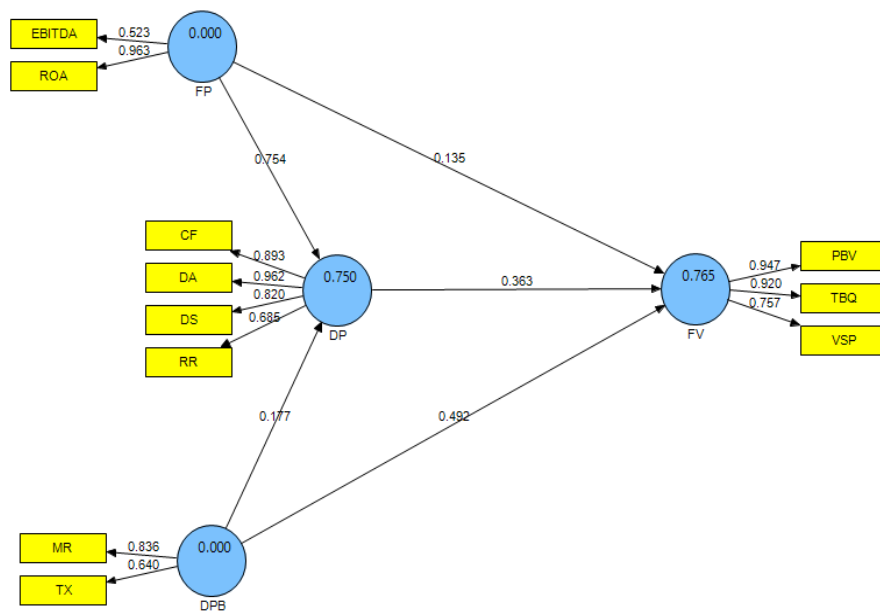 EBITDA
0.523
0.963
ROA
0.000
FP
0.754
0.135
CF
0.893
DA
0.962
DS
0.820
RR
0.685
0.750
DP
0.363
0.765
FV
0.947
PBV
0.920
TBQ
0.757
VSP
0.177
0.492
MR
0.836
TX
0.640
0.000
DPB